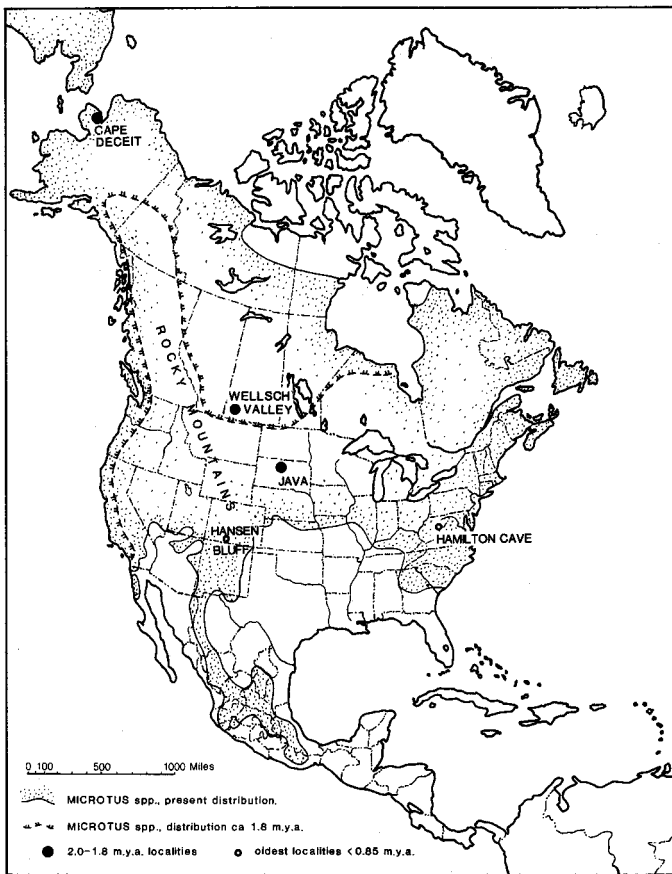 CAPE
DECEIT
ROCKY
MOUNTAINS
WELLSCH
VALLEY
JAVA
HANSEN
BLUFF
HAMILTON CAVE
0 100 500 1000 Miles
MICROTUS spp., present distribution.
MICROTUS spp., distribution ca 1.8 m.y.a.
2.0-1.8 m.y.a. localities
oldest localities <0.85 m.y.a.